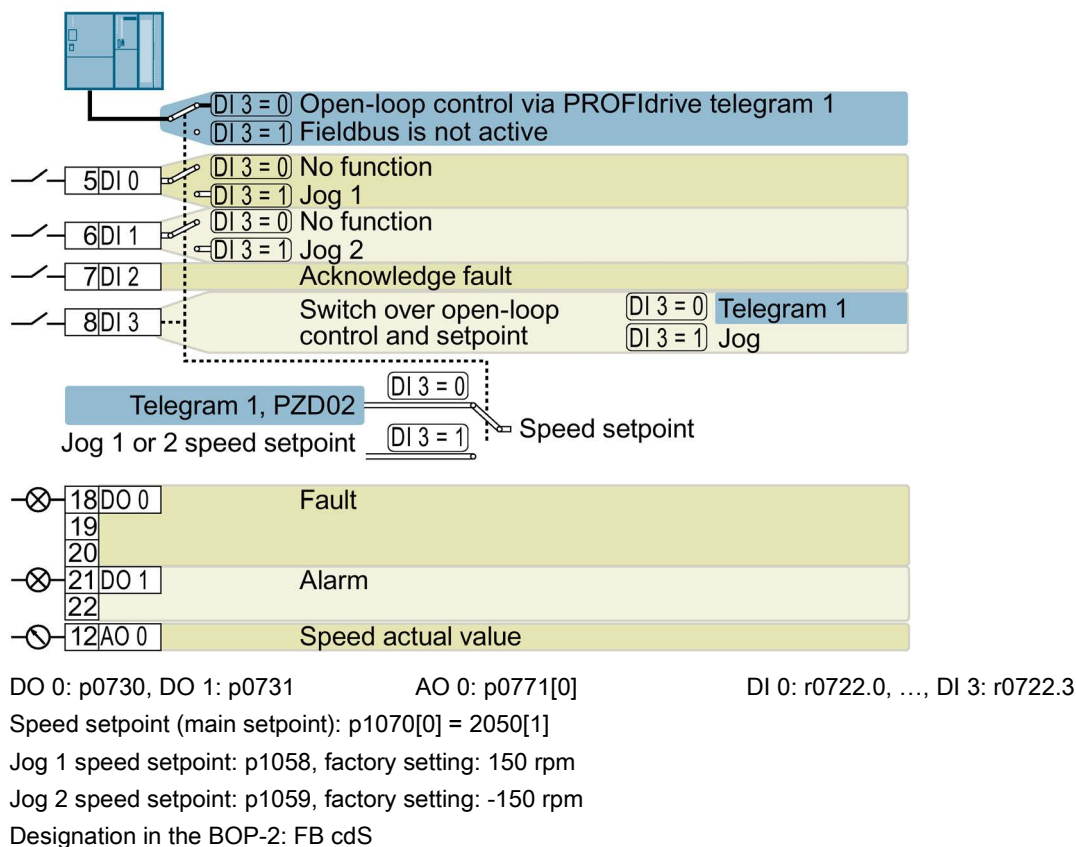 DI 3 = 0 Open-loop control via PROFIdrive telegram 1
DI 3 = 1 Fieldbus is not active
5 DI 0 DI 3 = 0 No function
DI 3 = 1 Jog 1
6 DI 1 DI 3 = 0 No function
DI 3 = 1 Jog 2
7 DI 2 Acknowledge fault
8 DI 3 Switch over open-loop control and setpoint
DI 3 = 0 Telegram 1
DI 3 = 1 Jog
Telegram 1, PZD02 DI 3 = 0
Jog 1 or 2 speed setpoint DI 3 = 1
Speed setpoint
18 DO 0 Fault
19
20
21 DO 1 Alarm
22
12 AO 0 Speed actual value
DO 0: p0730, DO 1: p0731 AO 0: p0771[0] DI 0: r0722.0, …, DI 3: r0722.3
Speed setpoint (main setpoint): p1070[0] = 2050[1]
Jog 1 speed setpoint: p1058, factory setting: 150 rpm
Jog 2 speed setpoint: p1059, factory setting: -150 rpm
Designation in the BOP-2: FB cdS